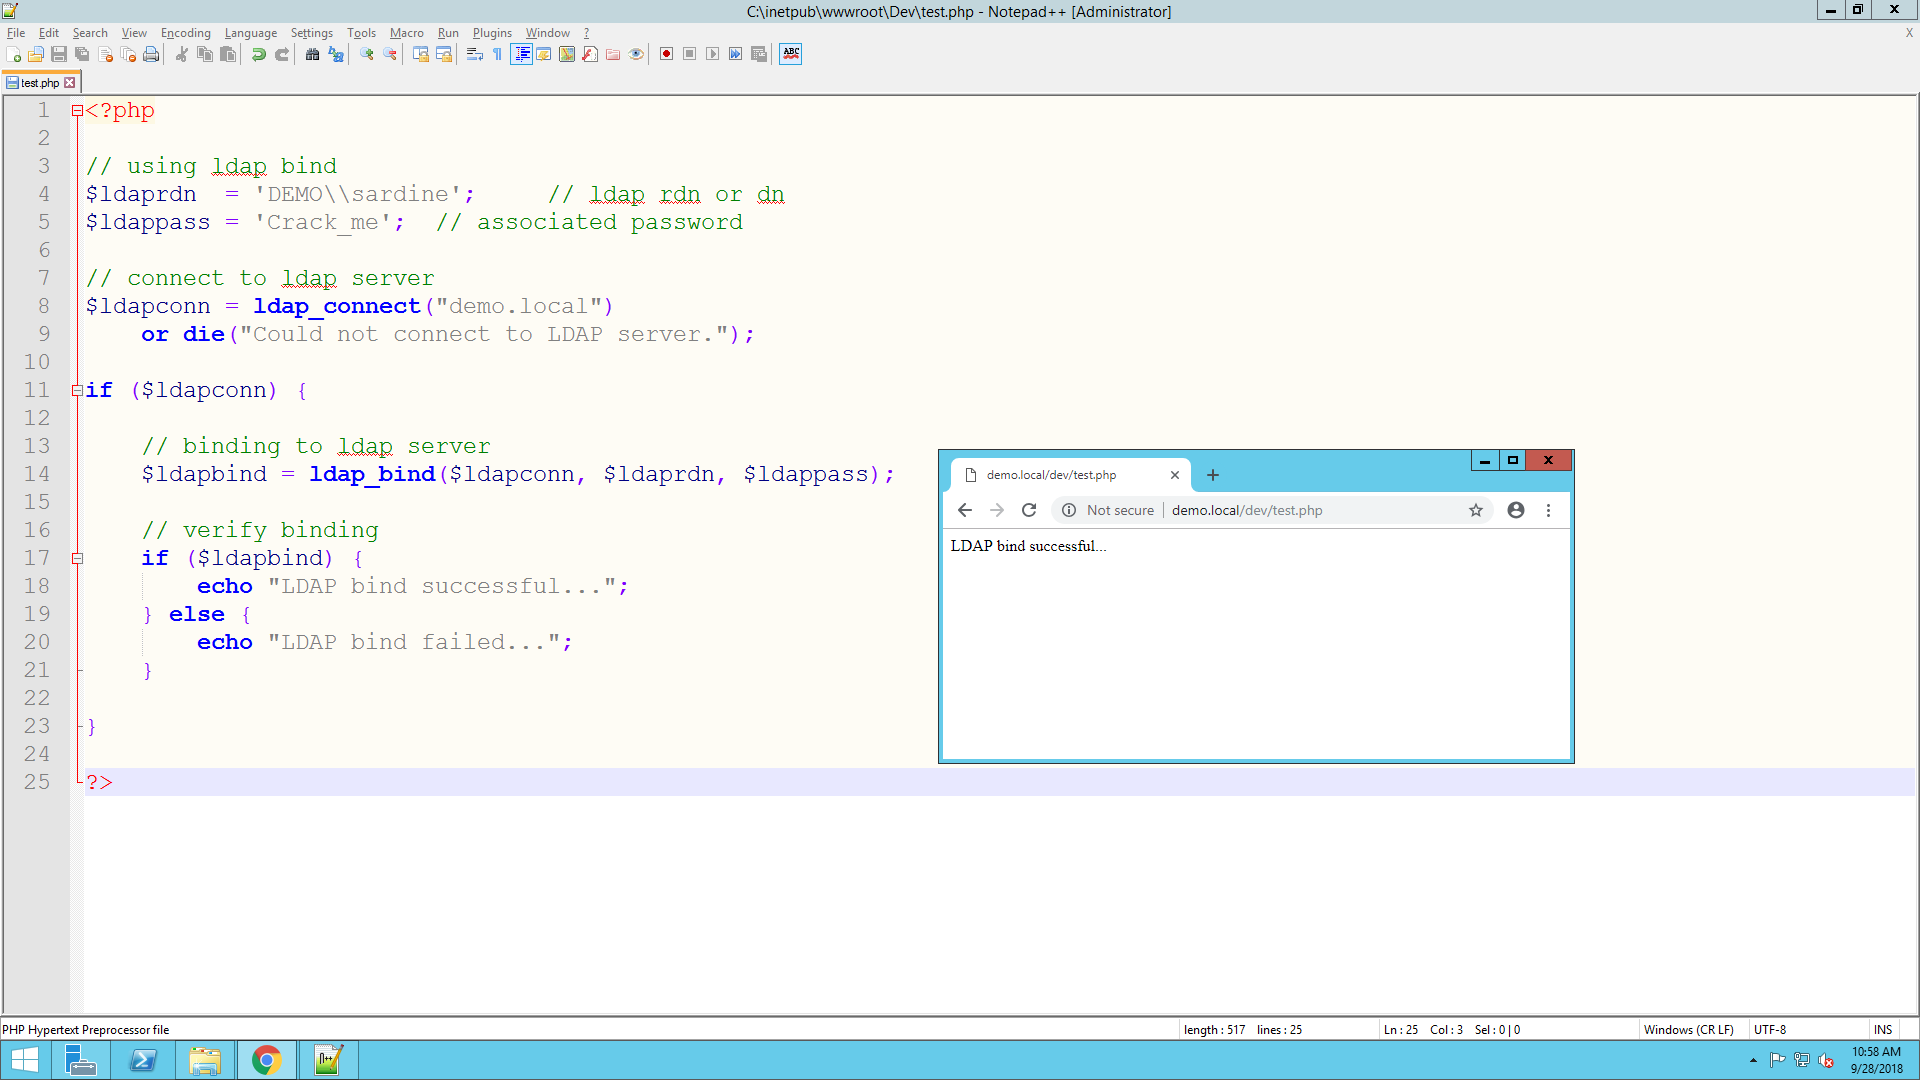 C:\inetpub\wwwroot\Dev\test.php - Notepad++ [Administrator]
File Edit Search View Encoding Language Settings Tools Macro Run Plugins Window ? X
ABC
test.php
1 <?php
2
3 // using ldap bind
4 $ldaprdn  = 'DEMO\\sardine';     // ldap rdn or dn
5 $ldappass = 'Crack_me';  // associated password
6
7 // connect to ldap server
8 $ldapconn = ldap_connect("demo.local")
9     or die("Could not connect to LDAP server.");
10
11 if ($ldapconn) {
12
13     // binding to ldap server
14     $ldapbind = ldap_bind($ldapconn, $ldaprdn, $ldappass);
15
16     // verify binding
17     if ($ldapbind) {
18         echo "LDAP bind successful...";
19     } else {
20         echo "LDAP bind failed...";
21     }
22
23 }
24
25 ?>
demo.local/dev/test.php
Not secure | demo.local/dev/test.php
LDAP bind successful...
PHP Hypertext Preprocessor file length : 517 lines : 25 Ln : 25 Col : 3 Sel : 0 | 0 Windows (CR LF) UTF-8 INS
10:58 AM
9/28/2018